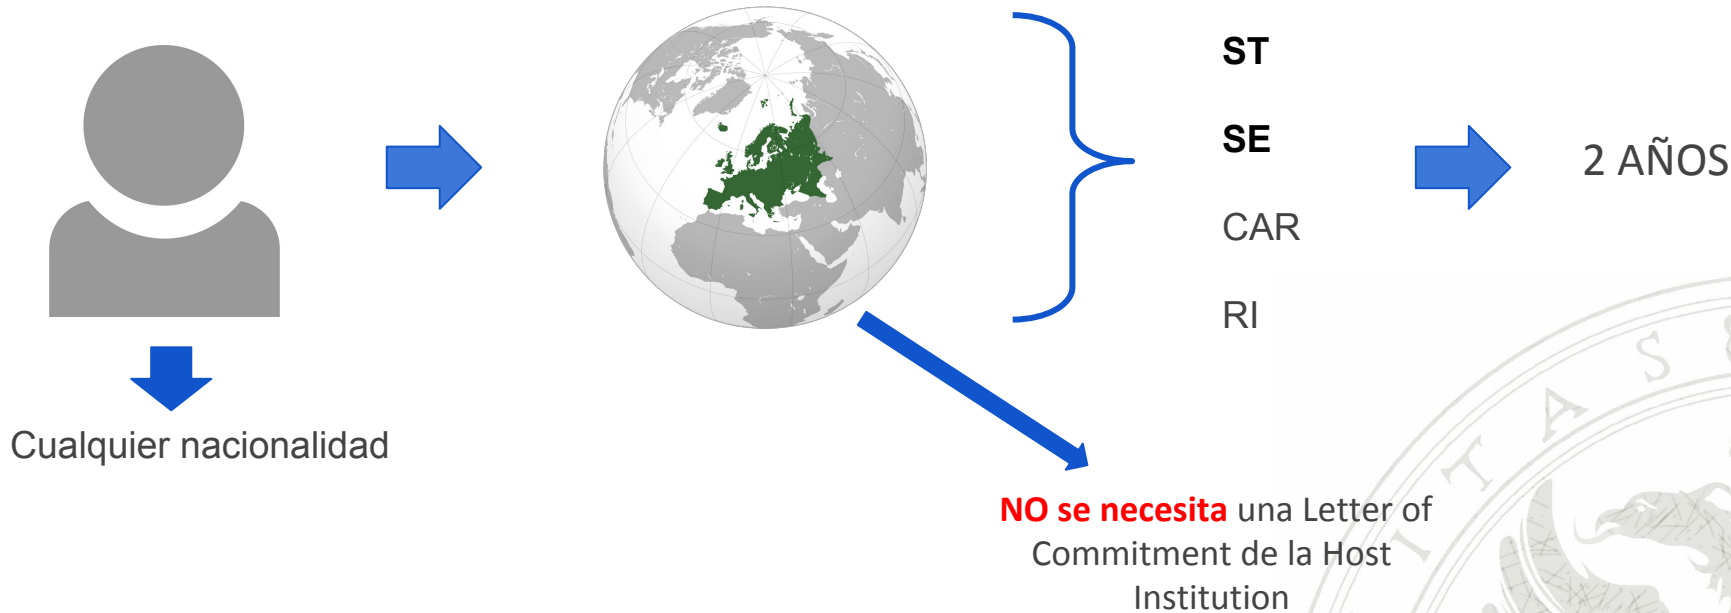 Cualquier nacionalidad
ST
SE
CAR
RI
2 AÑOS
NO se necesita una Letter of
Commitment de la Host
Institution
I T A S